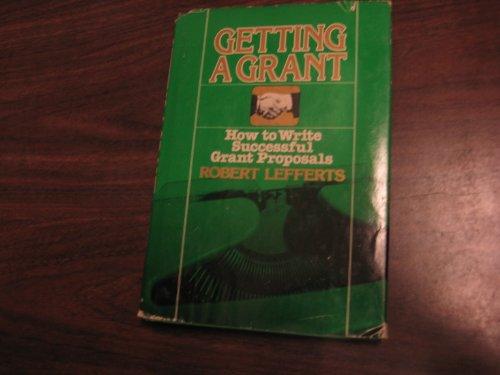 GETTING
A GRANT
How to Write
Successful
Grant Proposals
ROBERT LEFFERTS